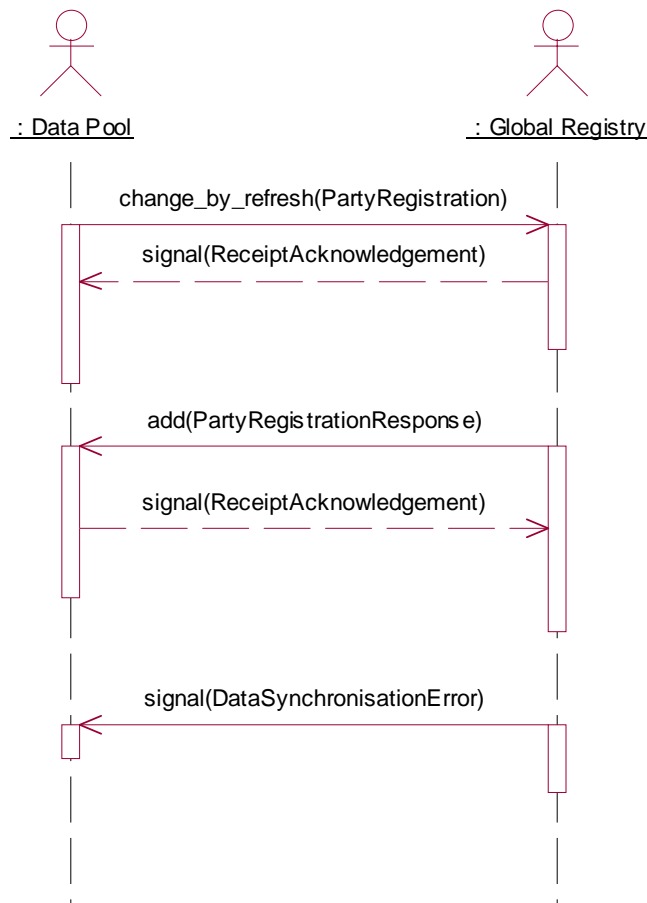 : Data Pool
: Global Registry
change_by_refresh(PartyRegistration)
signal(ReceiptAcknowledgement)
add(PartyRegistrationResponse)
signal(ReceiptAcknowledgement)
signal(DataSynchronisationError)